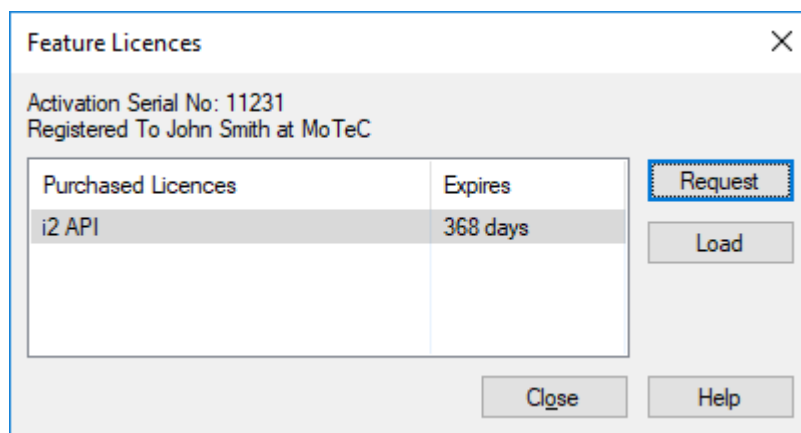 Feature Licences
Activation Serial No: 11231
Registered To John Smith at MoTeC
Purchased Licences Expires
i2 API 368 days
Request
Load
Close Help